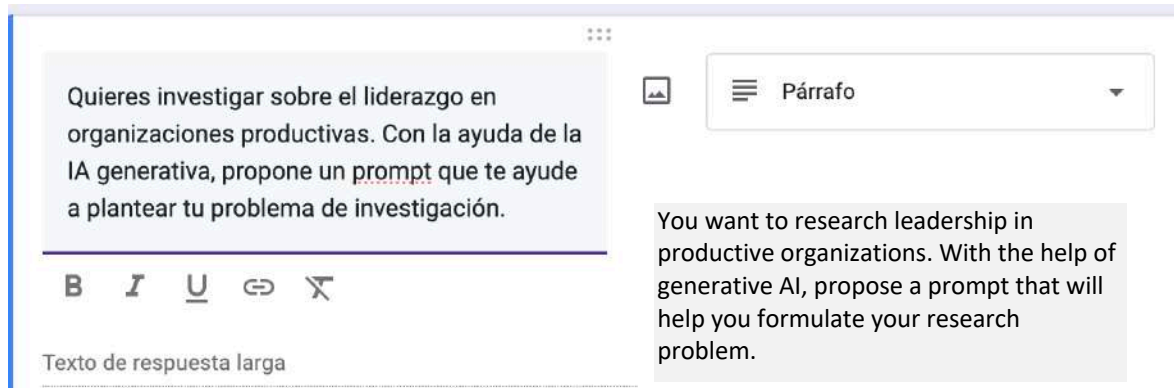 Quieres investigar sobre el liderazgo en
organizaciones productivas. Con la ayuda de la
IA generativa, propone un prompt que te ayude
a plantear tu problema de investigación.
Párrafo
You want to research leadership in
productive organizations. With the help of
generative AI, propose a prompt that will
help you formulate your research
problem.
B I U
Texto de respuesta larga